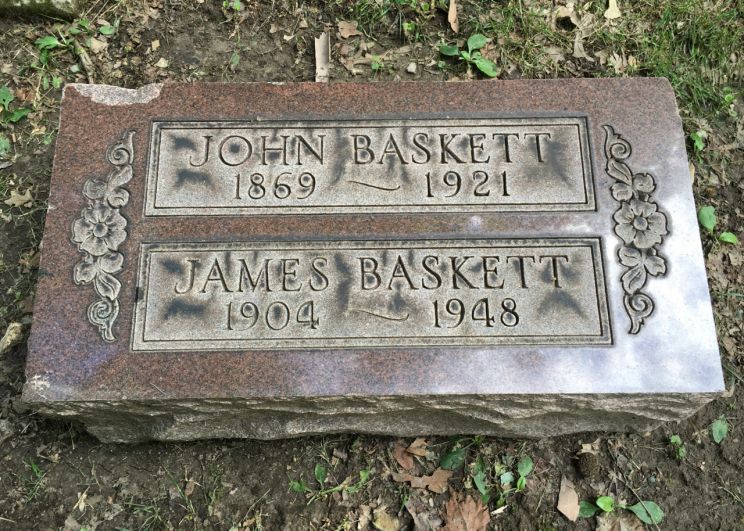 JOHN BASKETT
1869 ~ 1921
JAMES BASKETT
1904 ~ 1948